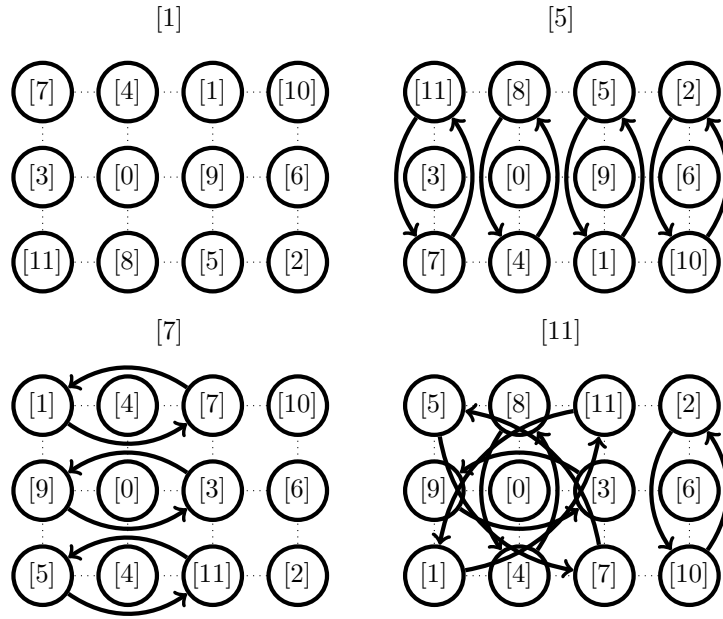 [1] [5]
[7] [4] [1] [10] [11] [8] [5] [2]
[3] [0] [9] [6] [3] [0] [9] [6]
[11] [8] [5] [2] [7] [4] [1] [10]
[7] [11]
[1] [4] [7] [10] [5] [8] [11] [2]
[9] [0] [3] [6] [9] [0] [3] [6]
[5] [4] [11] [2] [1] [4] [7] [10]